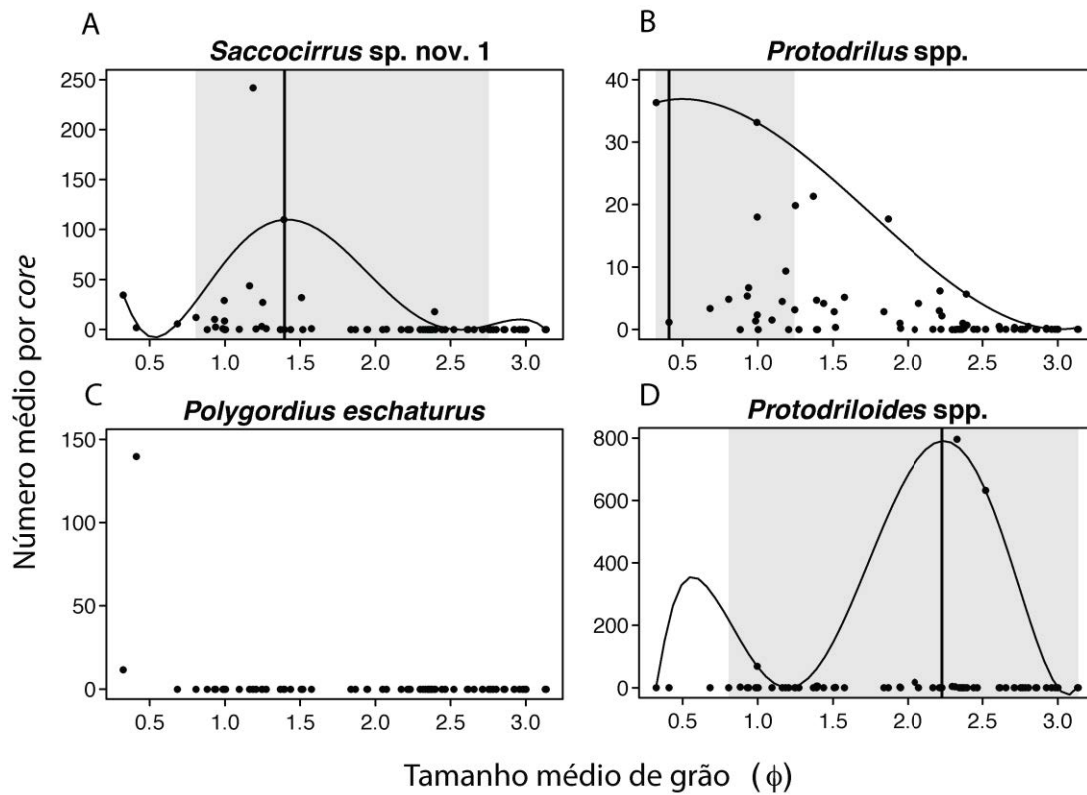 A
Saccocirrus sp. nov. 1
250
200
150
100
50
0
0.5 1.0 1.5 2.0 2.5 3.0
B
Protodrilus spp.
40
30
20
10
0
0.5 1.0 1.5 2.0 2.5 3.0
C
Polygordius eschaturus
150
100
50
0
0.5 1.0 1.5 2.0 2.5 3.0
D
Protodriloides spp.
800
600
400
200
0
0.5 1.0 1.5 2.0 2.5 3.0
Número médio por core
Tamanho médio de grão (ϕ)